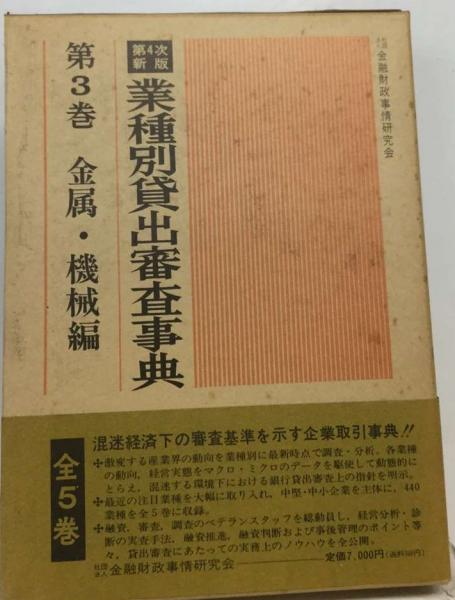 社団法人 金融財政事情研究会
第4次
新版
業種別貸出審査事典
第3巻 金属・機械編
混迷経済下の審査基準を示す企業取引事典!!
全5巻
✢激変する産業界の動向を業種別に最新時点で調査・分析。各業種
の動向、経営実態をマクロ・ミクロのデータを駆使して動態的に
とらえ、混迷する環境下における銀行貸出審査上の指針を明示。
✢最近の注目業種を大幅に取り入れ、中堅・中小企業を主体に、440
業種を全5巻に収録。
✢融資、審査、調査のベテランスタッフを総動員し、経営分析・診
断の実査手法、融資推進、融資判断および事後管理のポイント等
々、貸出審査にあたっての実務上のノウハウを全公開。
社団法人 金融財政事情研究会――定価7,000円